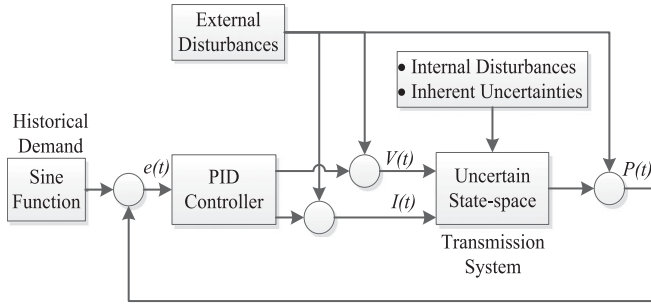 External
Disturbances
• Internal Disturbances
• Inherent Uncertainties
Historical
Demand
Sine
Function
e(t)
PID
Controller
V(t)
I(t)
Uncertain
State-space
P(t)
Transmission
System